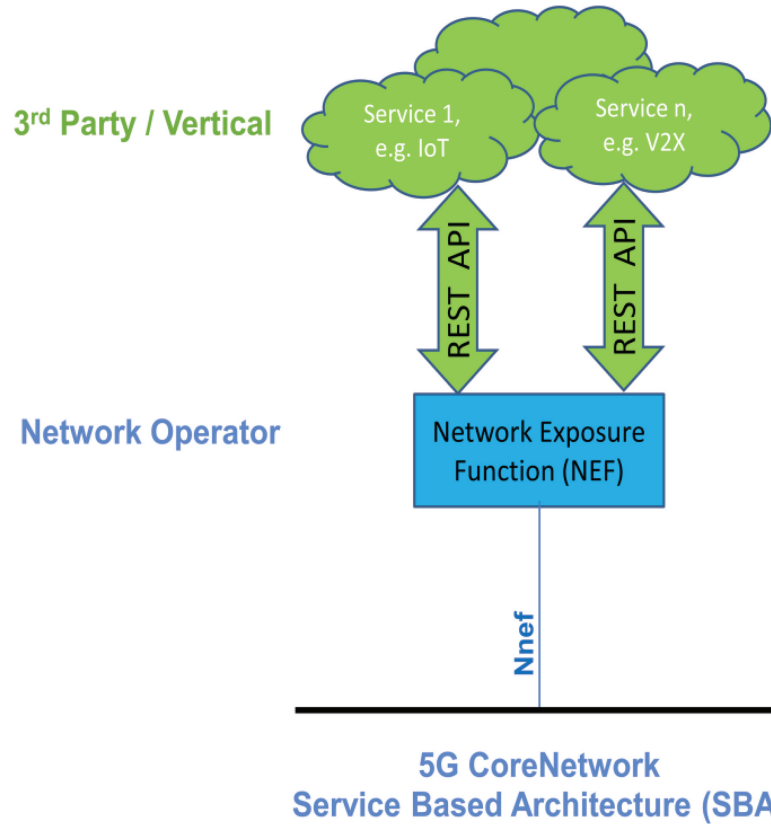 3rd Party / Vertical
Service 1,
e.g. IoT
Service n,
e.g. V2X
REST API
REST API
Network Operator
Network Exposure
Function (NEF)
Nnef
5G CoreNetwork
Service Based Architecture (SBA